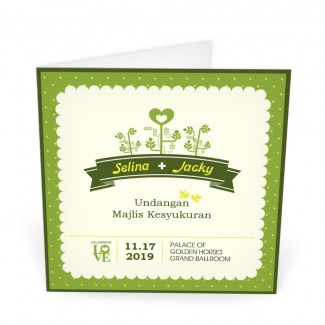 Selina + Jacky
Undangan
Majlis Kesyukuran
CELEBRATE
LOVE
11.17
2019
PALACE OF
GOLDEN HORSES
GRAND BALLROOM